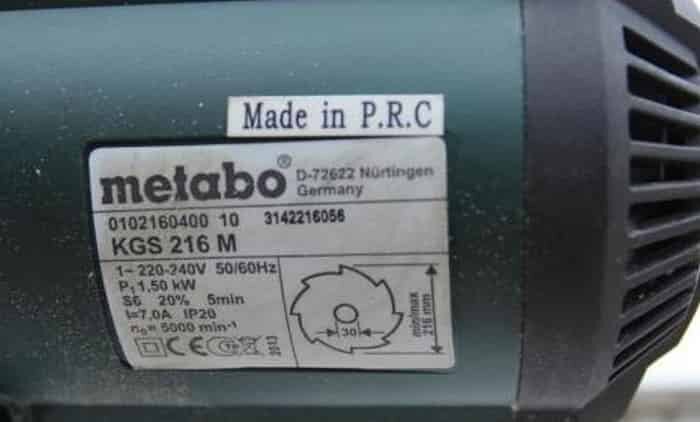 Made in P.R.C
metabo® D-72622 Nürtingen
Germany
0102160400 10 3142216056
KGS 216 M
1~ 220-240V 50/60Hz
P₁ 1,50 kW
S6 20% 5min
I=7,0A IP20
n₀= 5000 min⁻¹
CE
2013
30
min/max
216 mm